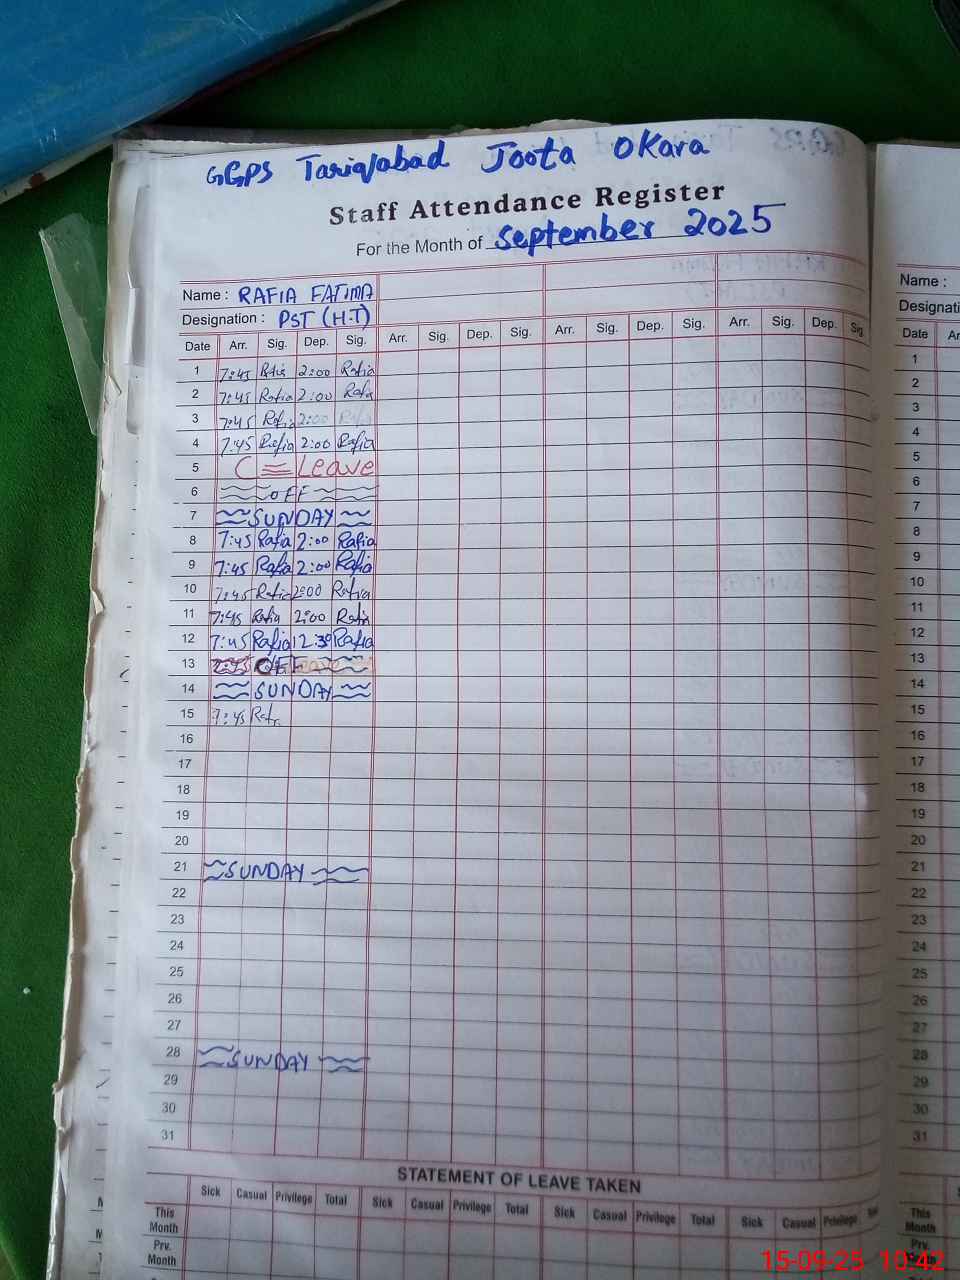 GGPS Tariqabad Joota Okara
Staff Attendance Register
For the Month of September 2025
Name : RAFIA FATIMA
Designation : PST (H.T)
Date Arr. Sig. Dep. Sig. Arr. Sig. Dep. Sig. Arr. Sig. Dep. Sig. Arr. Sig. Dep. Sig.
1 7:45 Rafia 2:00 Rafia
2 7:45 Rafia 2:00 Rafia
3 7:45 Rafia 2:00 Rafia
4 7:45 Rafia 2:00 Rafia
5 C = Leave
6 OFF
7 SUNDAY
8 7:45 Rafia 2:00 Rafia
9 7:45 Rafia 2:00 Rafia
10 7:45 Rafia 2:00 Rafia
11 7:45 Rafia 2:00 Rafia
12 7:45 Rafia 12:30 Rafia
13 OFF
14 SUNDAY
15 7:45 Rafia
16
17
18
19
20
21 SUNDAY
22
23
24
25
26
27
28 SUNDAY
29
30
31
STATEMENT OF LEAVE TAKEN
Sick Casual Privilege Total Sick Casual Privilege Total Sick Casual Privilege Total Sick Casual Privilege
This Month
Prv. Month
Name :
Date
1
2
3
4
5
6
7
8
9
10
11
12
13
14
15
16
17
18
19
20
21
22
23
24
25
26
27
28
29
30
31
This Month
Prv.
15-09-25 10:42